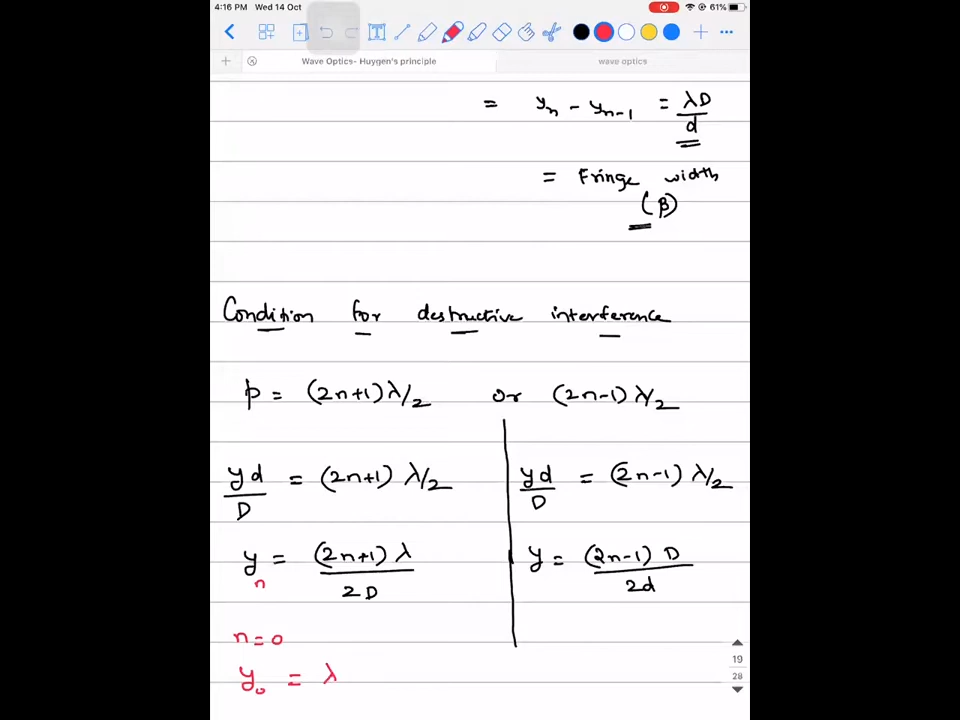 4:16 PM Wed 14 Oct 61%
Wave Optics- Huygen's principle wave optics
= yₙ - yₙ₋₁ = λD/d
= Fringe width
(β)
Condition for destructive interference
p = (2n+1) λ/2 or (2n-1) λ/2
yd/D = (2n+1) λ/2 yd/D = (2n-1) λ/2
yₙ = (2n+1) λ / 2D y = (2n-1) D / 2d
n = 0
y₀ = λ
19
28